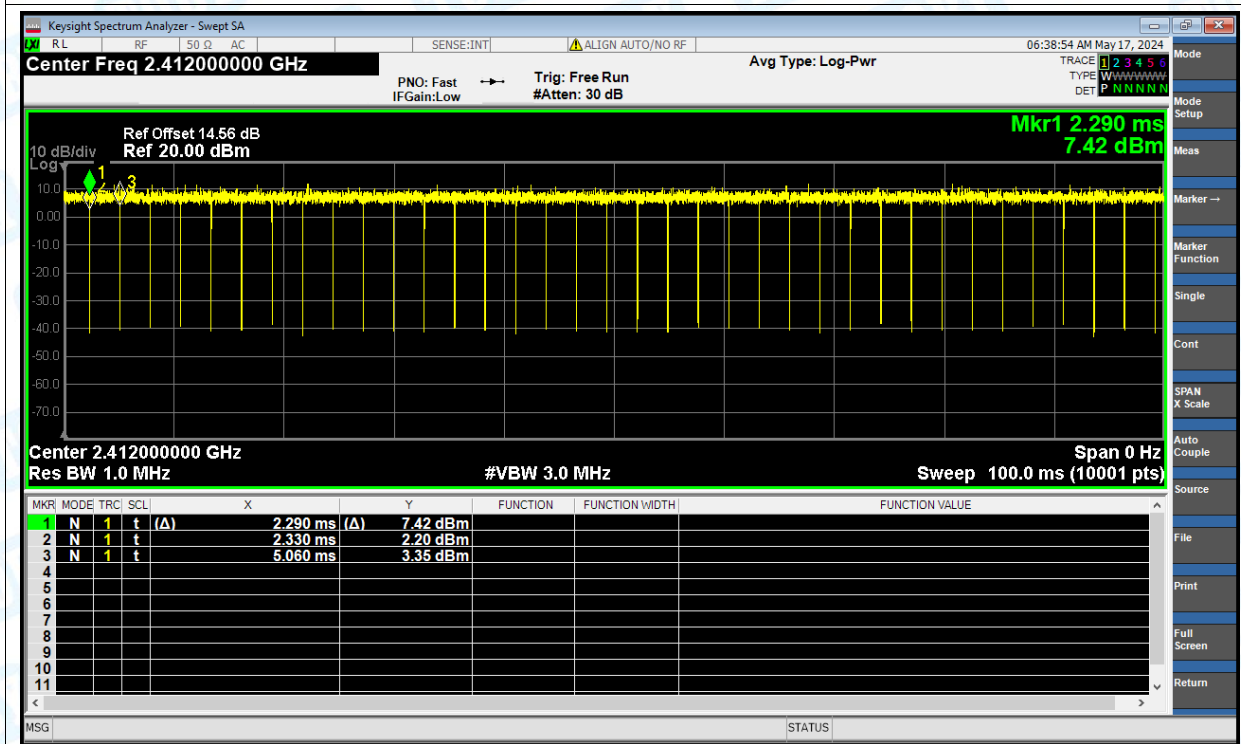 Keysight Spectrum Analyzer - Swept SA
LXI RL RF 50 Ω AC SENSE:INT ALIGN AUTO/NO RF 06:38:54 AM May 17, 2024
Center Freq 2.412000000 GHz
PNO: Fast
IFGain:Low
Trig: Free Run
#Atten: 30 dB
Avg Type: Log-Pwr
TRACE 1 2 3 4 5 6
TYPE WWWWWW
DET P N N N N N
Mkr1 2.290 ms
7.42 dBm
Ref Offset 14.56 dB
10 dB/div Ref 20.00 dBm
Log
1
2
3
10.0
0.00
-10.0
-20.0
-30.0
-40.0
-50.0
-60.0
-70.0
Center 2.412000000 GHz Span 0 Hz
Res BW 1.0 MHz #VBW 3.0 MHz Sweep 100.0 ms (10001 pts)
MKR MODE TRC SCL X Y FUNCTION FUNCTION WIDTH FUNCTION VALUE
1 N 1 t (Δ) 2.290 ms (Δ) 7.42 dBm
2 N 1 t 2.330 ms 2.20 dBm
3 N 1 t 5.060 ms 3.35 dBm
4
5
6
7
8
9
10
11
MSG STATUS
Mode
Mode
Setup
Meas
Marker →
Marker
Function
Single
Cont
SPAN
X Scale
Auto
Couple
Source
File
Print
Full
Screen
Return